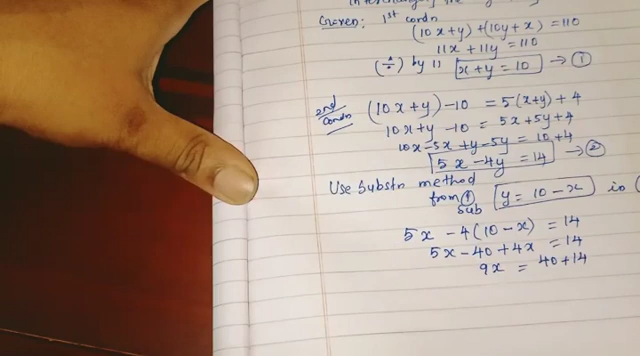 Given: 1st condn
(10x+y)+(10y+x) = 110
11x + 11y = 110
(÷) by 11 x+y = 10 → ①
2nd condn (10x+y) -10 = 5(x+y) + 4
10x+y -10 = 5x+5y+4
10x-5x +y-5y = 10+4
5x -4y = 14 → ②
Use Substn method
from ① y = 10 - x in
sub
5x - 4(10 - x) = 14
5x -40 + 4x = 14
9x = 40+14